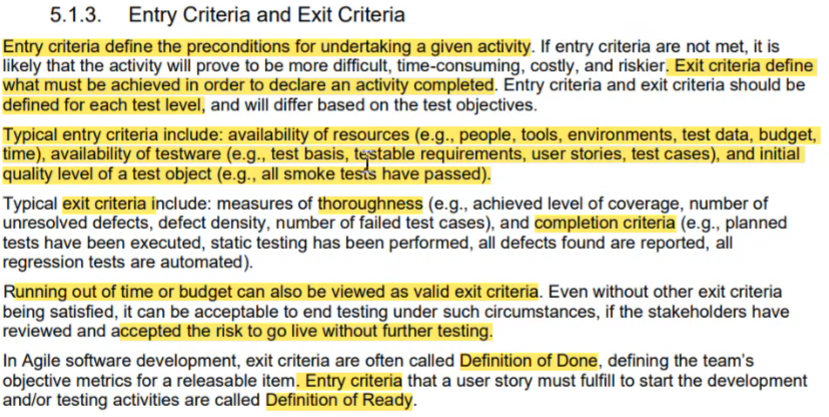 5.1.3. Entry Criteria and Exit Criteria
Entry criteria define the preconditions for undertaking a given activity. If entry criteria are not met, it is
likely that the activity will prove to be more difficult, time-consuming, costly, and riskier. Exit criteria define
what must be achieved in order to declare an activity completed. Entry criteria and exit criteria should be
defined for each test level, and will differ based on the test objectives.
Typical entry criteria include: availability of resources (e.g., people, tools, environments, test data, budget,
time), availability of testware (e.g., test basis, testable requirements, user stories, test cases), and initial
quality level of a test object (e.g., all smoke tests have passed).
Typical exit criteria include: measures of thoroughness (e.g., achieved level of coverage, number of
unresolved defects, defect density, number of failed test cases), and completion criteria (e.g., planned
tests have been executed, static testing has been performed, all defects found are reported, all
regression tests are automated).
Running out of time or budget can also be viewed as valid exit criteria. Even without other exit criteria
being satisfied, it can be acceptable to end testing under such circumstances, if the stakeholders have
reviewed and accepted the risk to go live without further testing.
In Agile software development, exit criteria are often called Definition of Done, defining the team's
objective metrics for a releasable item. Entry criteria that a user story must fulfill to start the development
and/or testing activities are called Definition of Ready.